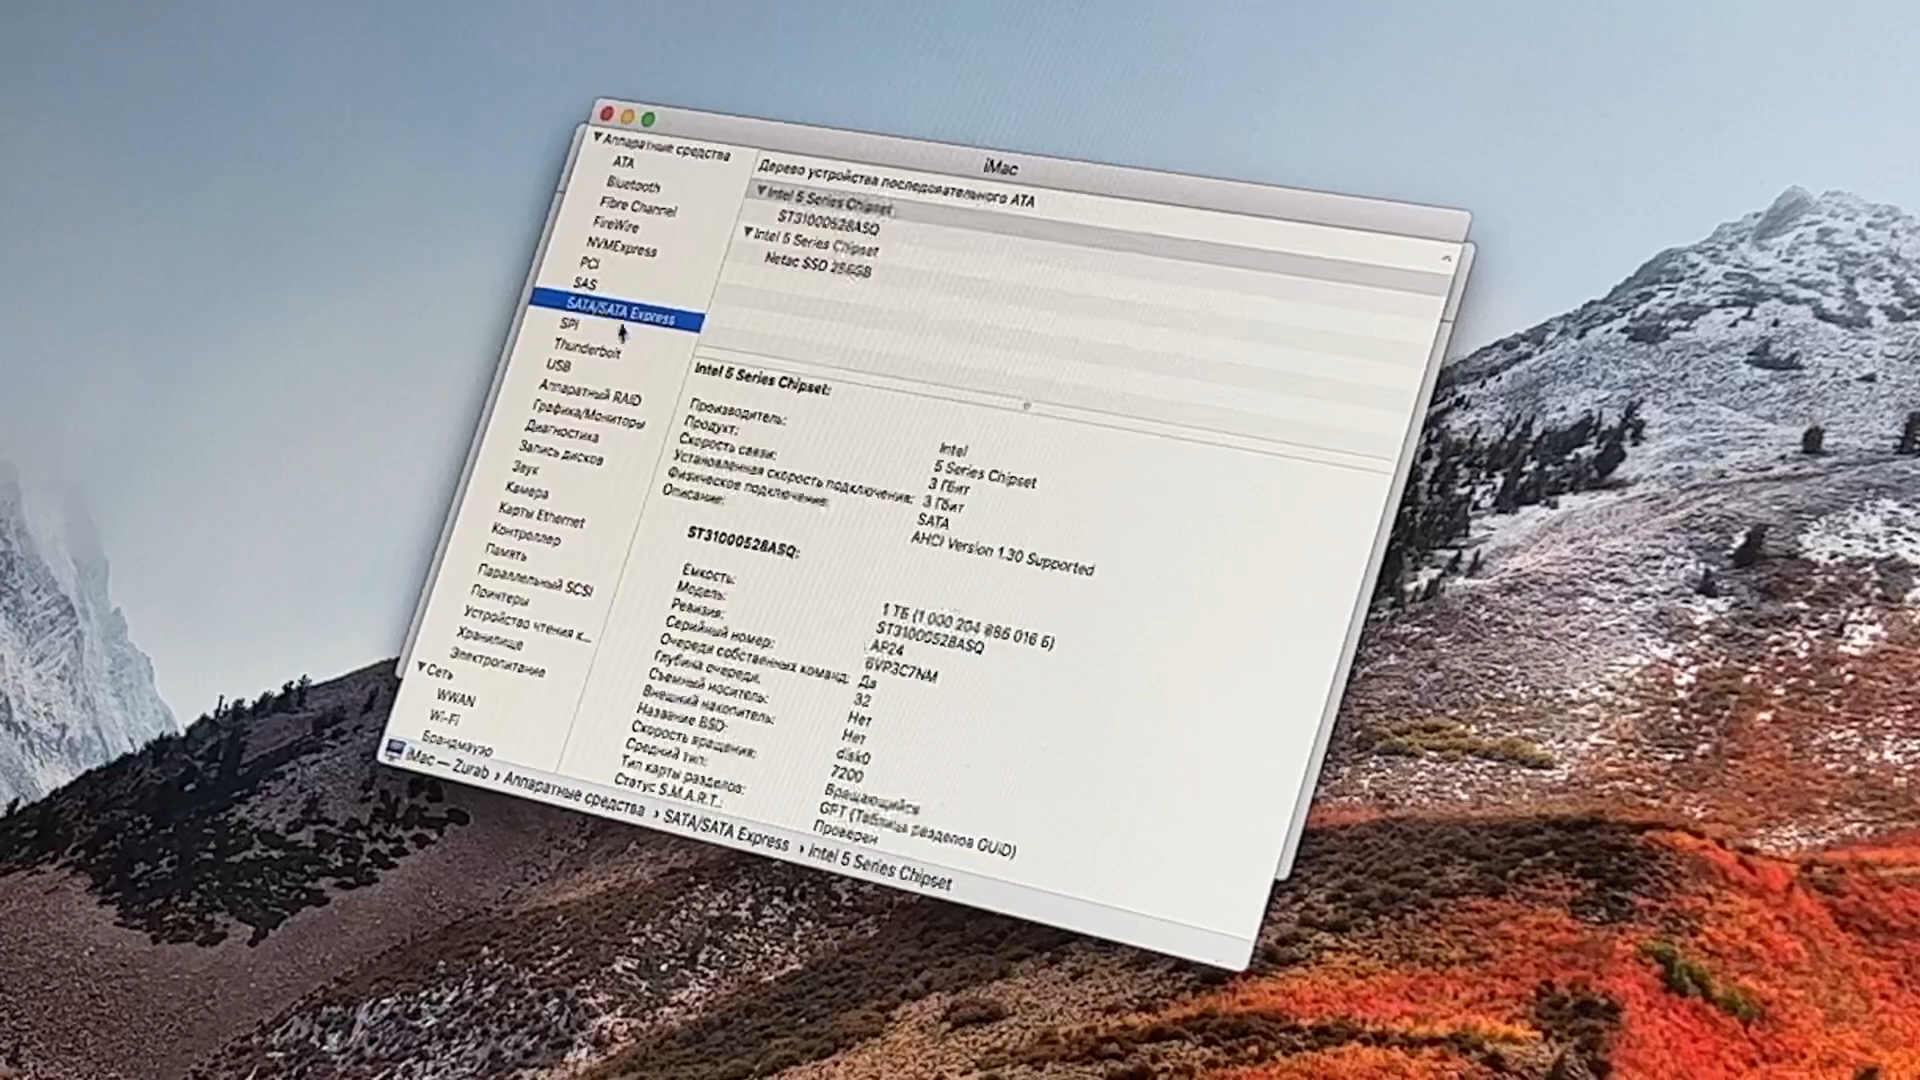 iMac
Аппаратные средства
ATA
Bluetooth
Fibre Channel
FireWire
NVMExpress
PCI
SAS
SATA/SATA Express
SPI
Thunderbolt
USB
Аппаратный RAID
Графика/Мониторы
Диагностика
Запись дисков
Звук
Камера
Карты Ethernet
Контроллер
Память
Параллельный SCSI
Принтеры
Устройство чтения к...
Хранилище
Электропитание
Сеть
WWAN
Wi-Fi
Брандмауэр
Дерево устройства последовательного ATA
Intel 5 Series Chipset
ST31000528ASQ
Intel 5 Series Chipset
Netac SSD 256GB
Intel 5 Series Chipset:
Производитель: Intel
Продукт: 5 Series Chipset
Скорость связи: 3 Гбит
Установленная скорость подключения: 3 Гбит
Физическое подключение: SATA
Описание: AHCI Version 1.30 Supported
ST31000528ASQ:
Емкость: 1 ТБ (1 000 204 886 016 Б)
Модель: ST31000528ASQ
Ревизия: AP24
Серийный номер: 6VP3C7NM
Очереди собственных команд: Да
Глубина очереди: 32
Съемный носитель: Нет
Внешний накопитель: Нет
Название BSD: disk0
Скорость вращения: 7200
Средний тип: Вращающийся
Тип карты разделов: GPT (Таблица разделов GUID)
Статус S.M.A.R.T.: Проверен
iMac — Zurab › Аппаратные средства › SATA/SATA Express › Intel 5 Series Chipset